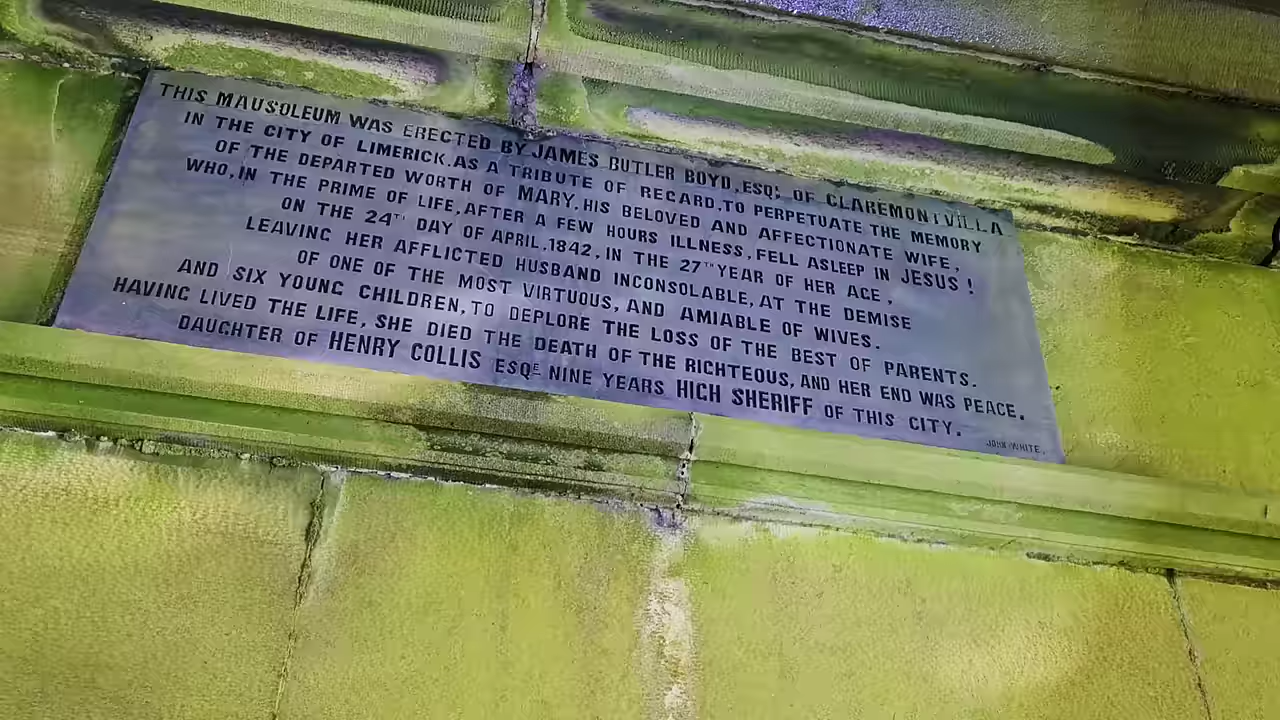 THIS MAUSOLEUM WAS ERECTED BY JAMES BUTLER BOYD, ESQR. OF CLAREMONT VILLA
IN THE CITY OF LIMERICK. AS A TRIBUTE OF REGARD, TO PERPETUATE THE MEMORY
OF THE DEPARTED WORTH OF MARY, HIS BELOVED AND AFFECTIONATE WIFE,
WHO, IN THE PRIME OF LIFE, AFTER A FEW HOURS ILLNESS, FELL ASLEEP IN JESUS!
ON THE 24TH DAY OF APRIL, 1842, IN THE 27TH YEAR OF HER AGE,
LEAVING HER AFFLICTED HUSBAND INCONSOLABLE, AT THE DEMISE
OF ONE OF THE MOST VIRTUOUS, AND AMIABLE OF WIVES.
AND SIX YOUNG CHILDREN, TO DEPLORE THE LOSS OF THE BEST OF PARENTS.
HAVING LIVED THE LIFE, SHE DIED THE DEATH OF THE RIGHTEOUS, AND HER END WAS PEACE.
DAUGHTER OF HENRY COLLIS ESQE NINE YEARS HIGH SHERIFF OF THIS CITY.
JOHN WHITE.